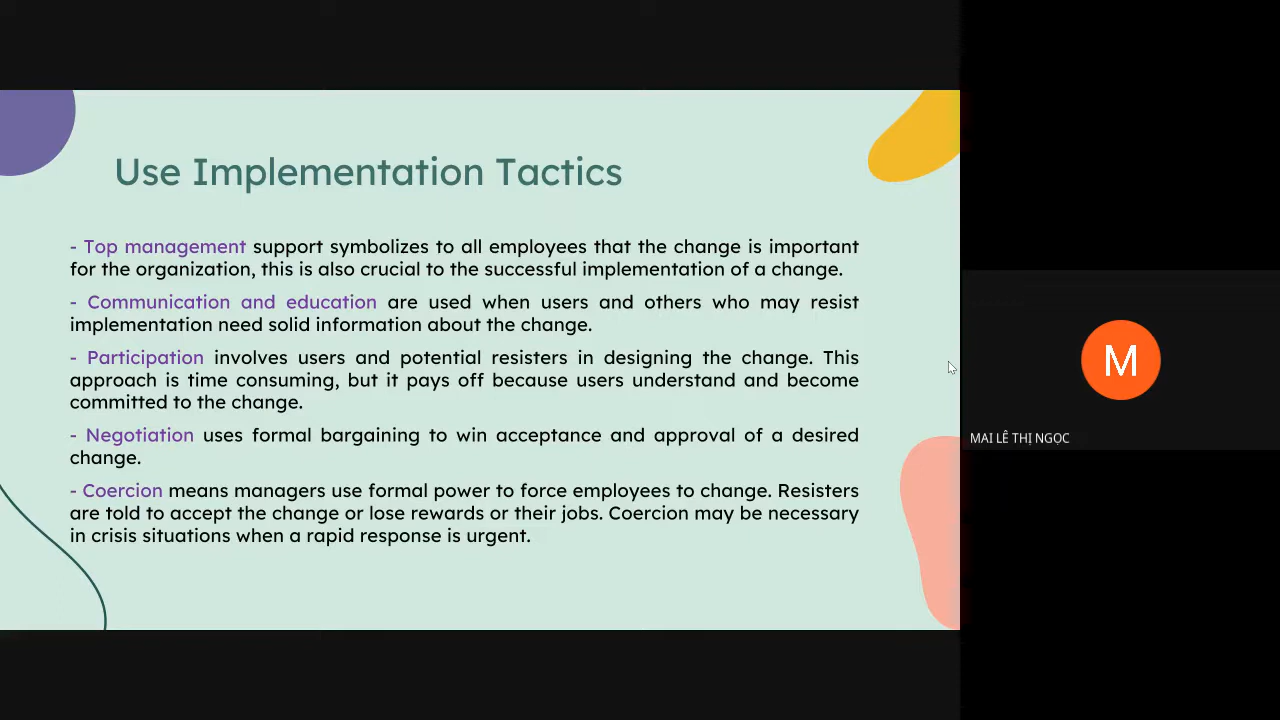 Use Implementation Tactics
- Top management support symbolizes to all employees that the change is important
for the organization, this is also crucial to the successful implementation of a change.
- Communication and education are used when users and others who may resist
implementation need solid information about the change.
- Participation involves users and potential resisters in designing the change. This
approach is time consuming, but it pays off because users understand and become
committed to the change.
- Negotiation uses formal bargaining to win acceptance and approval of a desired
change.
- Coercion means managers use formal power to force employees to change. Resisters
are told to accept the change or lose rewards or their jobs. Coercion may be necessary
in crisis situations when a rapid response is urgent.
M
MAI LÊ THỊ NGỌC